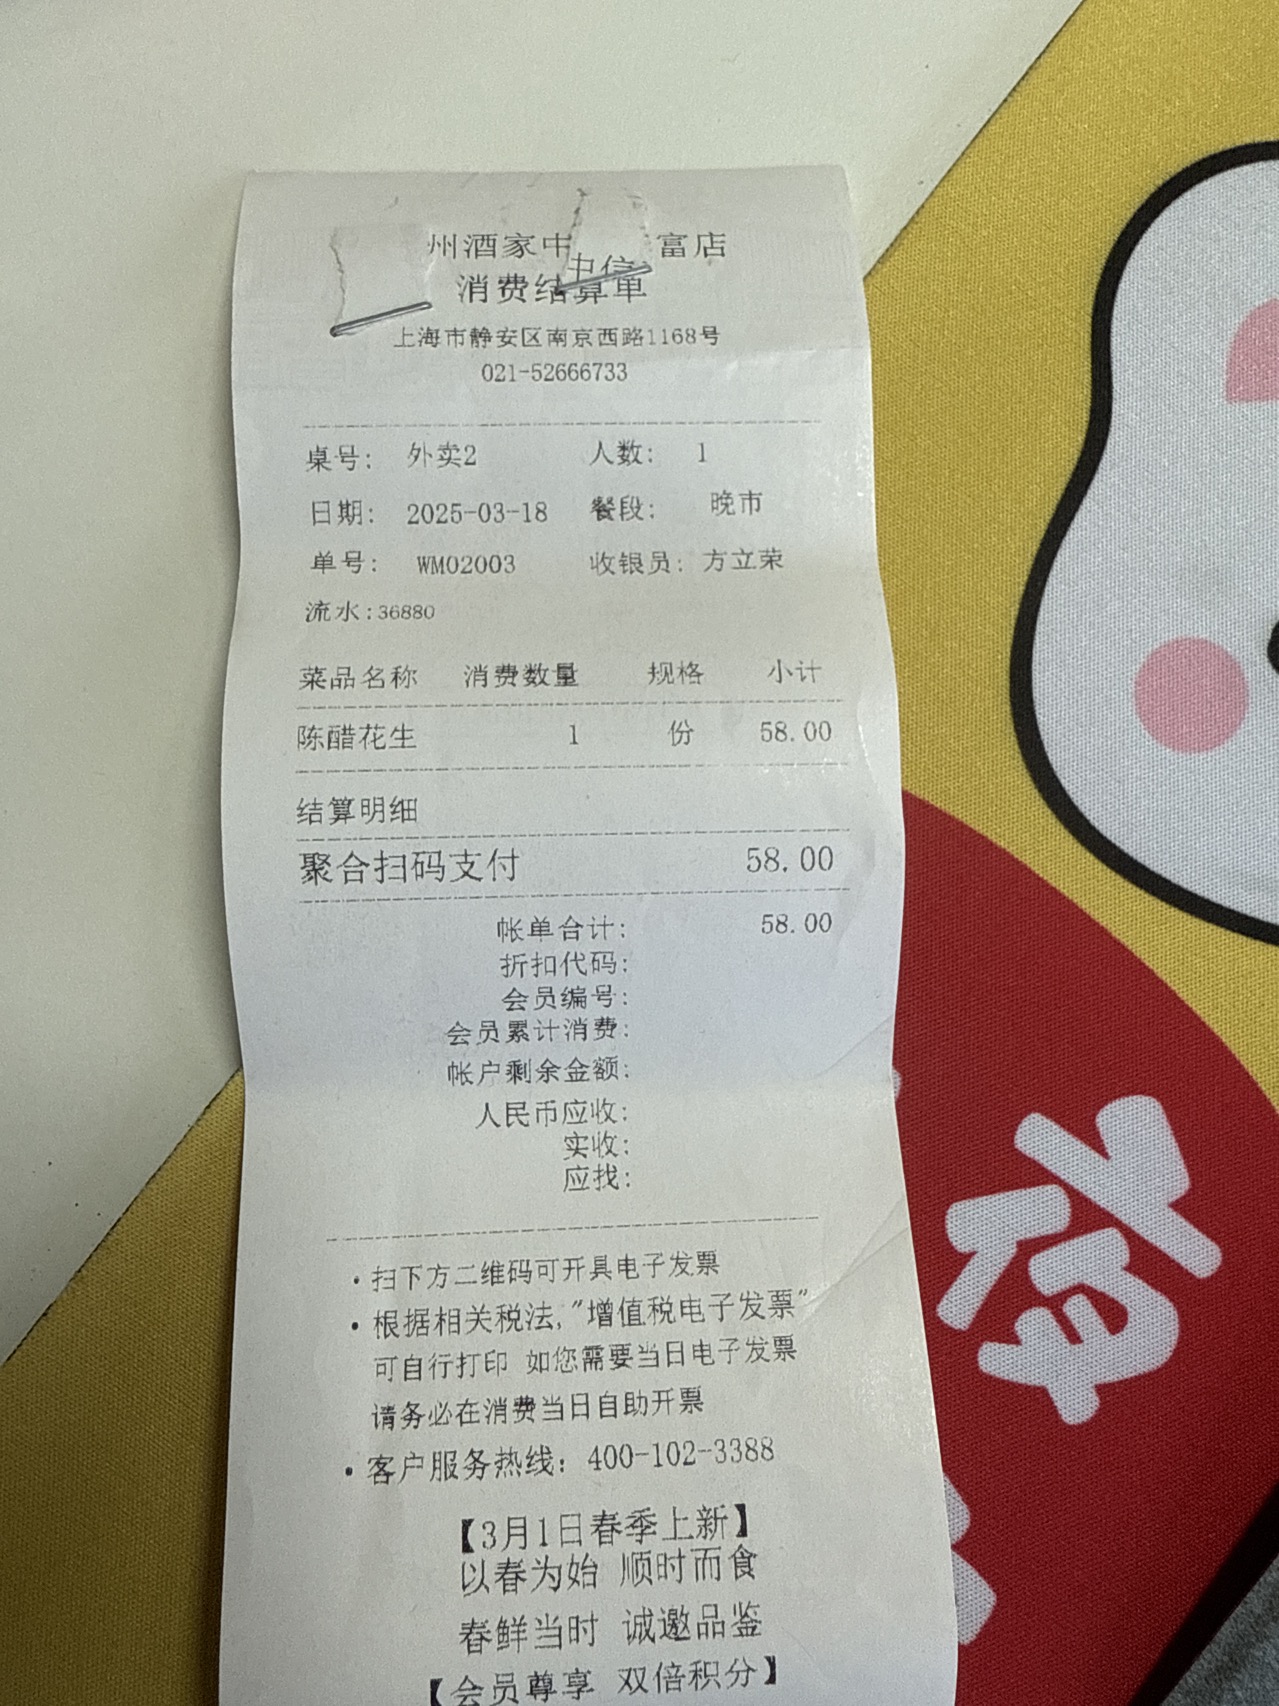 州酒家中 富店
中信
消费结算单
上海市静安区南京西路1168号
021-52666733
桌号: 外卖2 人数: 1
日期: 2025-03-18 餐段: 晚市
单号: WM02003 收银员: 方立荣
流水:36880
菜品名称 消费数量 规格 小计
陈醋花生 1 份 58.00
结算明细
聚合扫码支付 58.00
帐单合计: 58.00
折扣代码:
会员编号:
会员累计消费:
帐户剩余金额:
人民币应收:
实收:
应找:
·扫下方二维码可开具电子发票
·根据相关税法,"增值税电子发票"
可自行打印 如您需要当日电子发票
请务必在消费当日自助开票
·客户服务热线: 400-102-3388
【3月1日春季上新】
以春为始 顺时而食
春鲜当时 诚邀品鉴
【会员尊享 双倍积分】